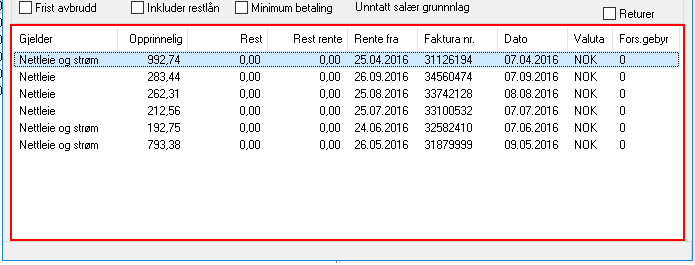 Frist avbrudd Inkluder restlån Minimum betaling Unntatt salær grunnnlag Returer
Gjelder Opprinnelig Rest Rest rente Rente fra Faktura nr. Dato Valuta Fors.gebyr
Nettleie og strøm 992,74 0,00 0,00 25.04.2016 31126194 07.04.2016 NOK 0
Nettleie 283,44 0,00 0,00 26.09.2016 34560474 07.09.2016 NOK 0
Nettleie 262,31 0,00 0,00 25.08.2016 33742128 08.08.2016 NOK 0
Nettleie 212,56 0,00 0,00 25.07.2016 33100532 07.07.2016 NOK 0
Nettleie og strøm 192,75 0,00 0,00 24.06.2016 32582410 07.06.2016 NOK 0
Nettleie og strøm 793,38 0,00 0,00 26.05.2016 31879999 09.05.2016 NOK 0